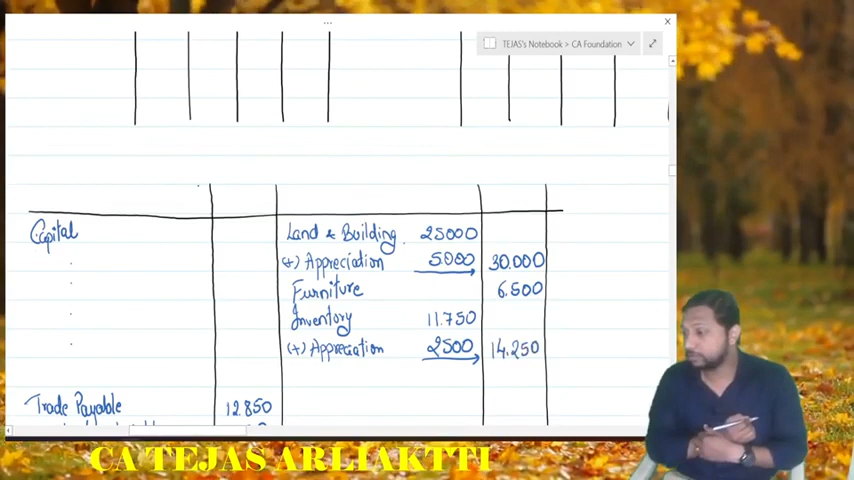 TEJAS's Notebook > CA Foundation
Capital Land & Building 25000
(+) Appreciation 5000 30.000
Furniture 6.500
Inventory 11.750
(+) Appreciation 2500 14.250
Trade Payable 12.850
CA TEJAS ARLIAKTTI